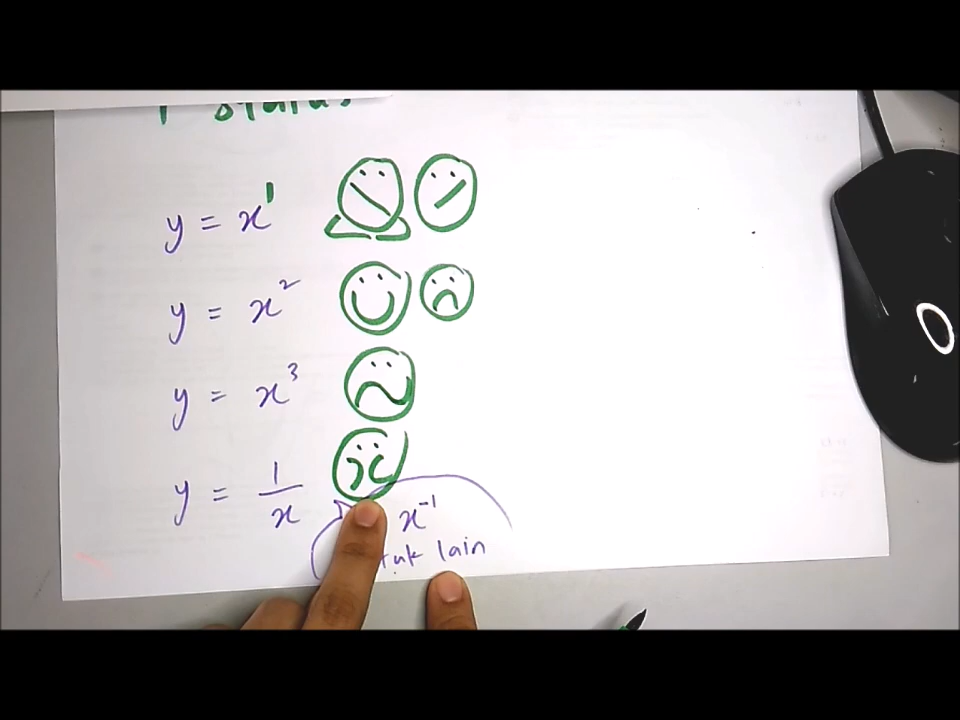 y = x¹
y = x²
y = x³
y = 1/x
x⁻¹
lain